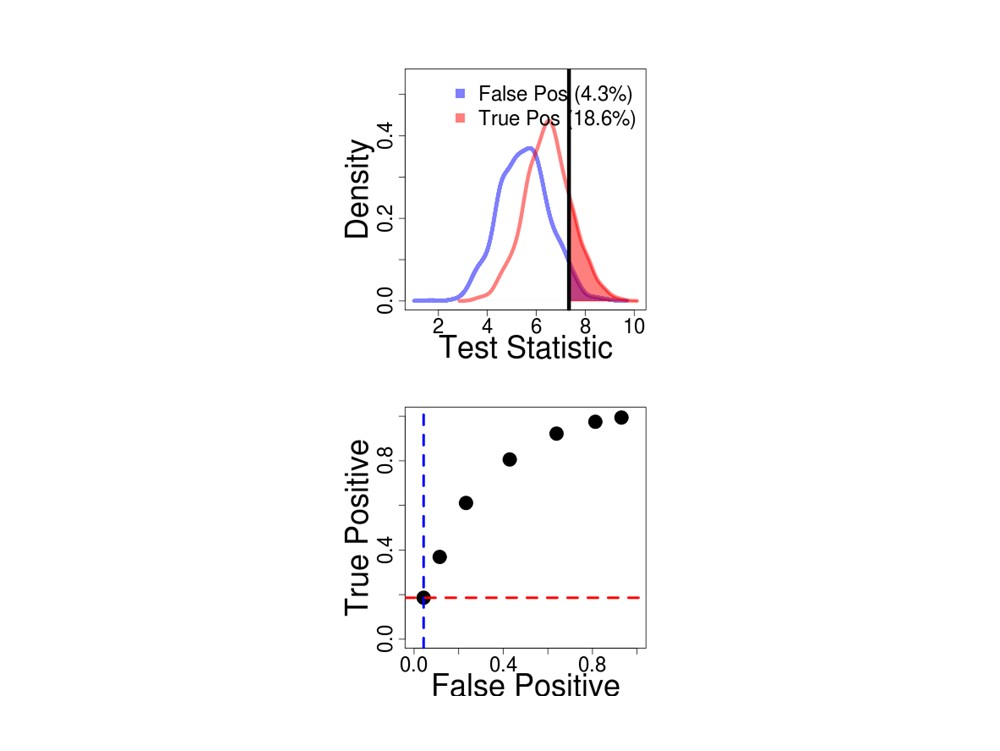 False Pos (4.3%)
True Pos (18.6%)
Density
0.0 0.2 0.4
2 4 6 8 10
Test Statistic
True Positive
0.0 0.4 0.8
0.0 0.4 0.8
False Positive